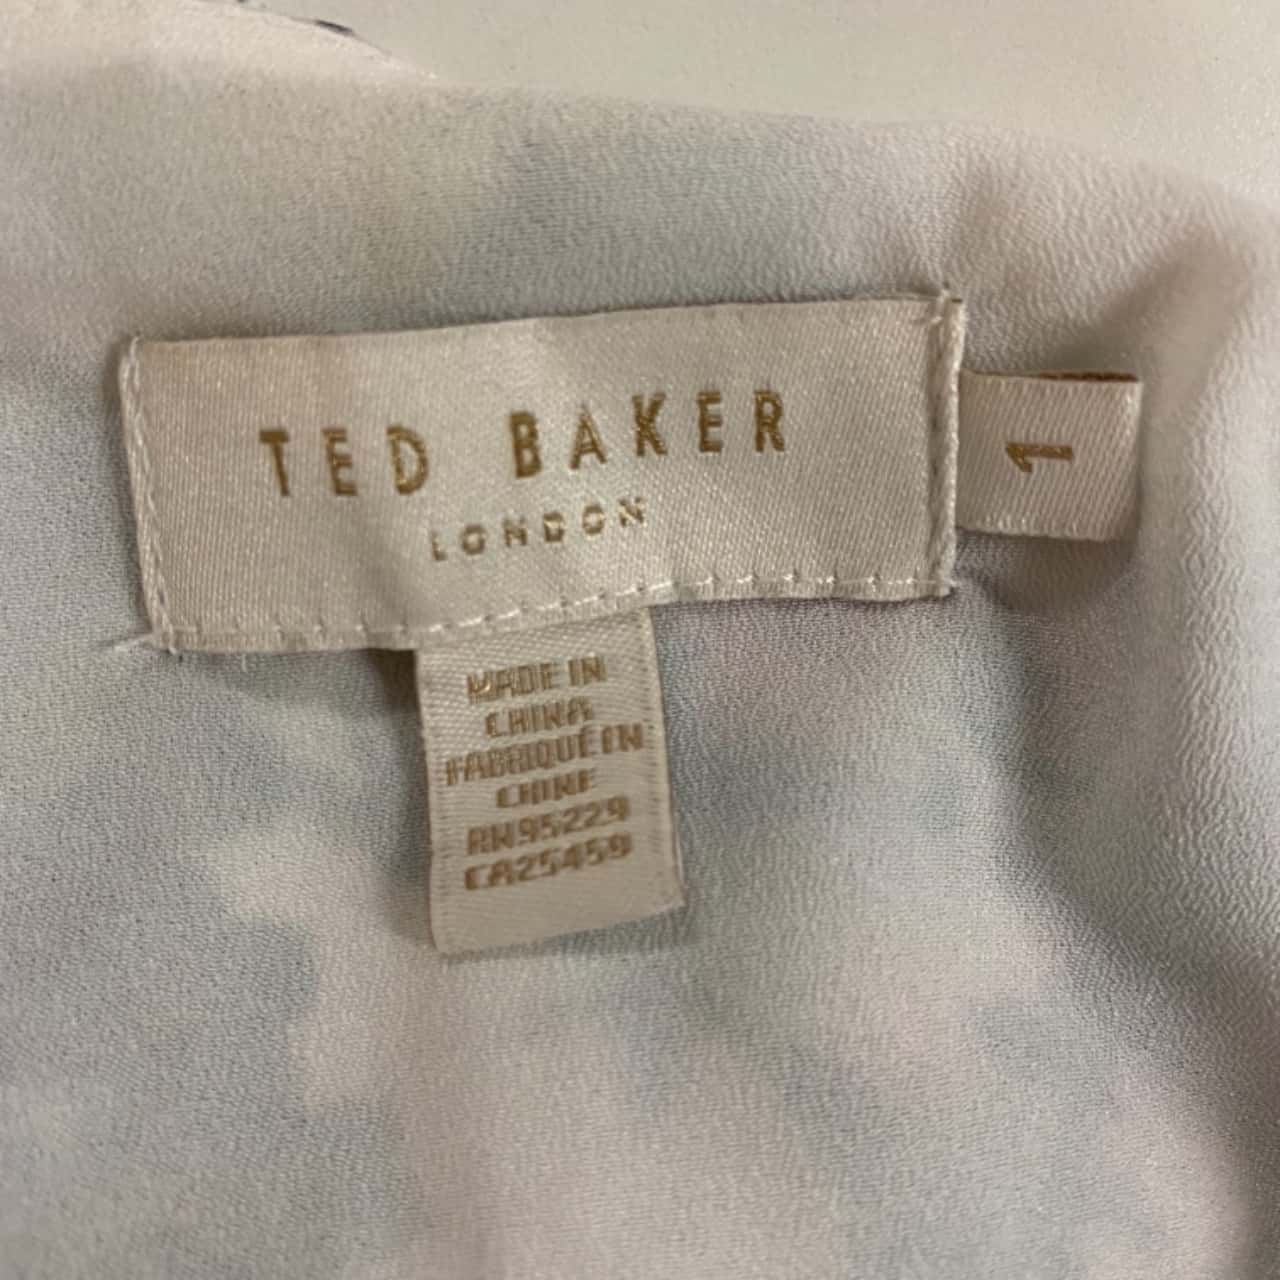 TED BAKER
LONDON
1
MADE IN
CHINA
FABRIQUÉ EN
CHINE
RN95229
CA25459